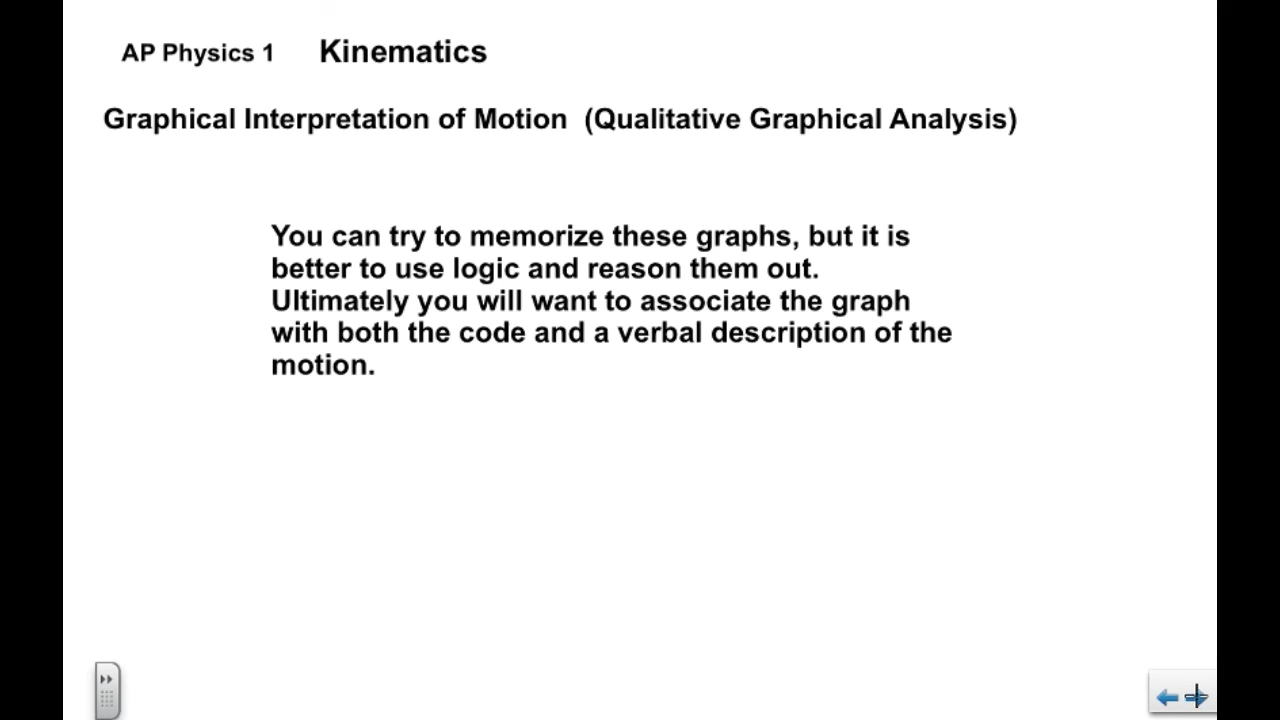 AP Physics 1 Kinematics
Graphical Interpretation of Motion (Qualitative Graphical Analysis)
You can try to memorize these graphs, but it is
better to use logic and reason them out.
Ultimately you will want to associate the graph
with both the code and a verbal description of the
motion.